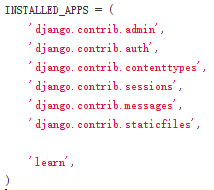 INSTALLED_APPS = (
    'django.contrib.admin',
    'django.contrib.auth',
    'django.contrib.contenttypes',
    'django.contrib.sessions',
    'django.contrib.messages',
    'django.contrib.staticfiles',

    'learn',
)